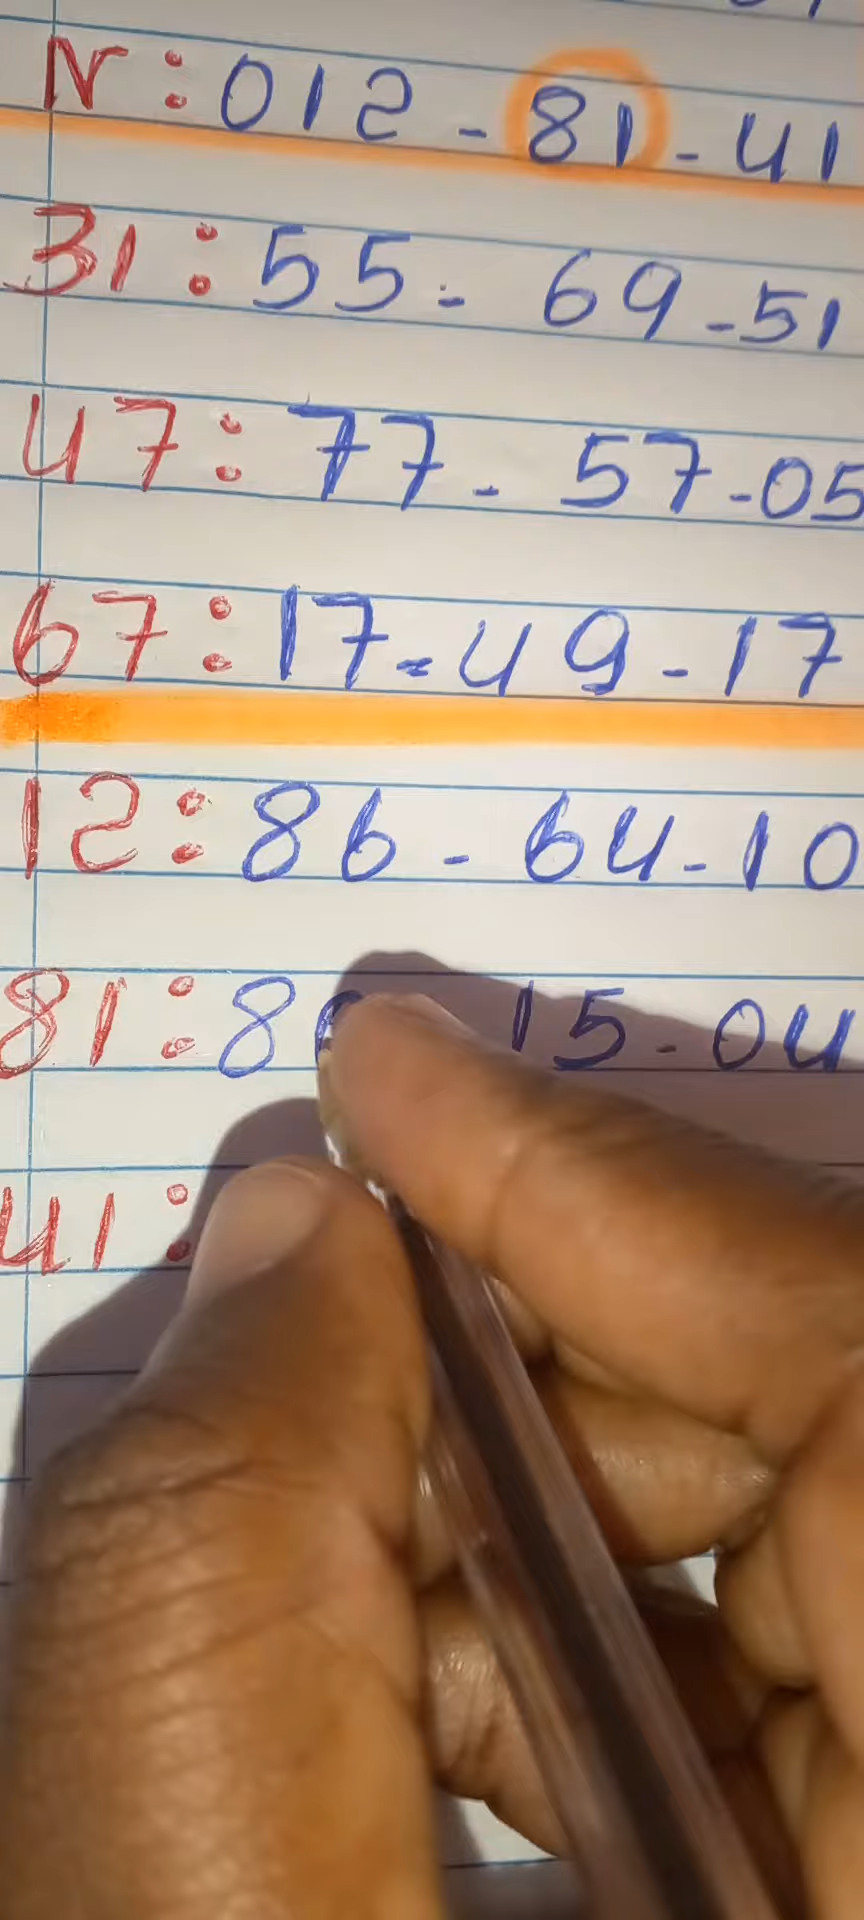 N : 012 - 81 - 41
31 : 55 - 69 - 51
47 : 77 - 57 - 05
67 : 17 - 49 - 17
12 : 86 - 64 - 10
81 : 8 15 - 04
41 :